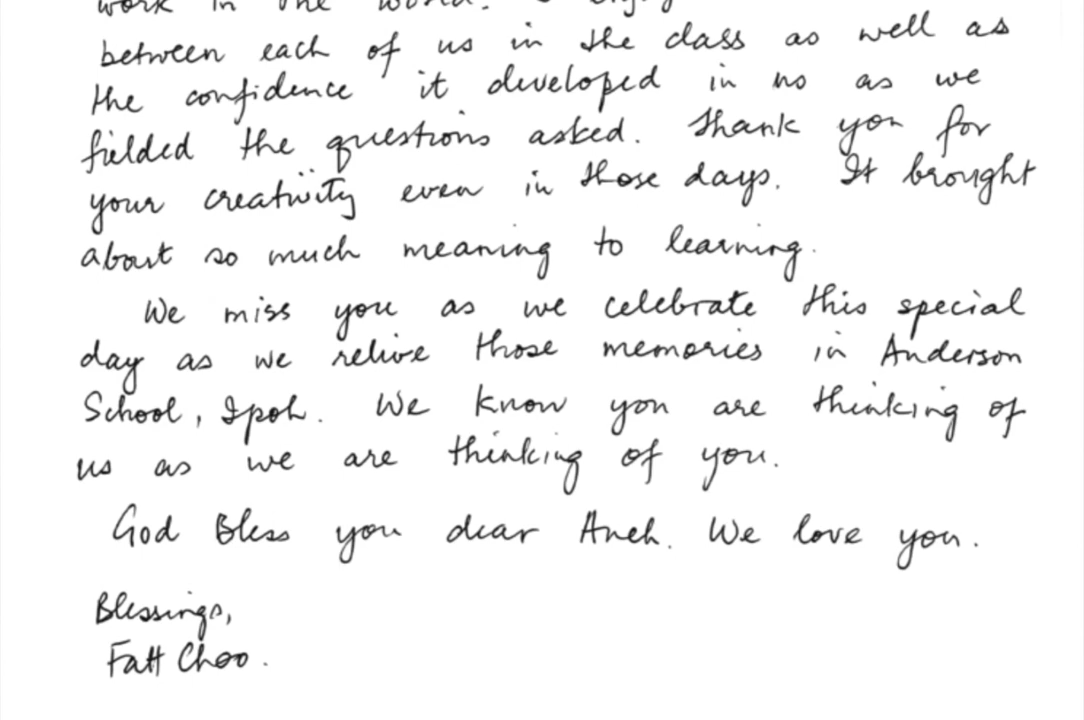 work in the world.
between each of us in the class as well as
the confidence it developed in us as we
fielded the questions asked. Thank you for
your creativity even in those days. It brought
about so much meaning to learning.
We miss you as we celebrate this special
day as we relive those memories in Anderson
School, Ipoh. We know you are thinking of
us as we are thinking of you.
God Bless you dear Aneh. We love you.
Blessings,
Fatt Choo.